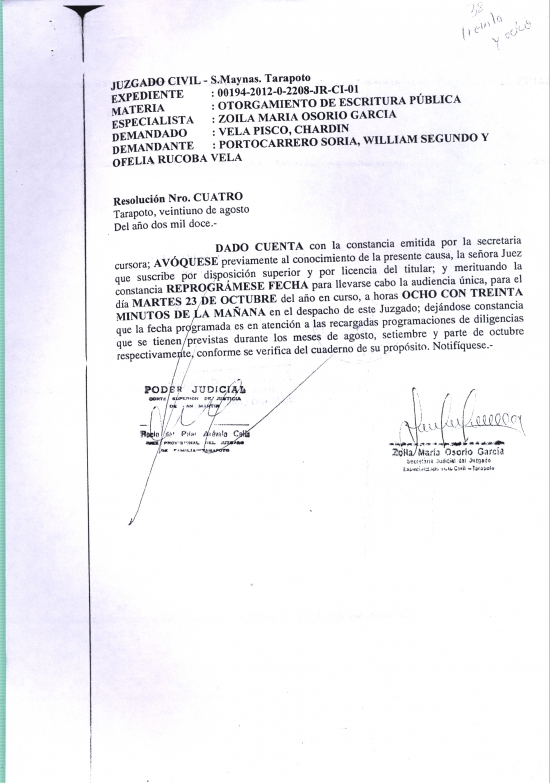 38
treinta
y ocho
JUZGADO CIVIL - S.Maynas. Tarapoto
EXPEDIENTE : 00194-2012-0-2208-JR-CI-01
MATERIA : OTORGAMIENTO DE ESCRITURA PÚBLICA
ESPECIALISTA : ZOILA MARIA OSORIO GARCIA
DEMANDADO : VELA PISCO, CHARDIN
DEMANDANTE : PORTOCARRERO SORIA, WILLIAM SEGUNDO Y
OFELIA RUCOBA VELA
Resolución Nro. CUATRO
Tarapoto, veintiuno de agosto
Del año dos mil doce.-
DADO CUENTA con la constancia emitida por la secretaria
cursora; AVÓQUESE previamente al conocimiento de la presente causa, la señora Juez
que suscribe por disposición superior y por licencia del titular; y merituando la
constancia REPROGRÁMESE FECHA para llevarse cabo la audiencia única, para el
día MARTES 23 DE OCTUBRE del año en curso, a horas OCHO CON TREINTA
MINUTOS DE LA MAÑANA en el despacho de este Juzgado; dejándose constancia
que la fecha programada es en atención a las recargadas programaciones de diligencias
que se tienen previstas durante los meses de agosto, setiembre y parte de octubre
respectivamente, conforme se verifica del cuaderno de su propósito. Notifíquese.-
PODER JUDICIAL
CORTE SUPERIOR DE JUSTICIA
DE SAN MARTIN
del Pilar
JUEZ PROVISIONAL DEL JUZGADO
DE FAMILIA-TARAPOTO
Zoila María Osorio García
Secretaria Judicial del Juzgado
Especializado en lo Civil - Tarapoto